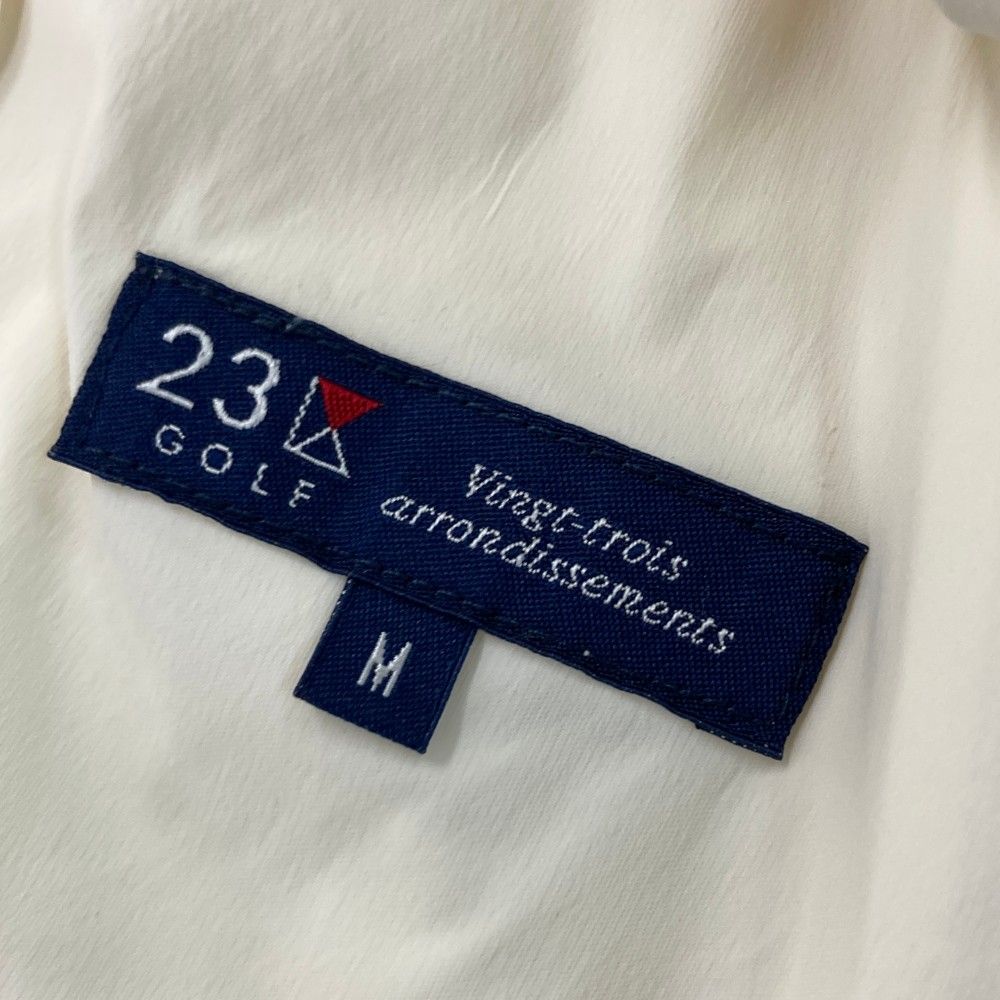 23
GOLF
Vingt-trois
arrondissements
M